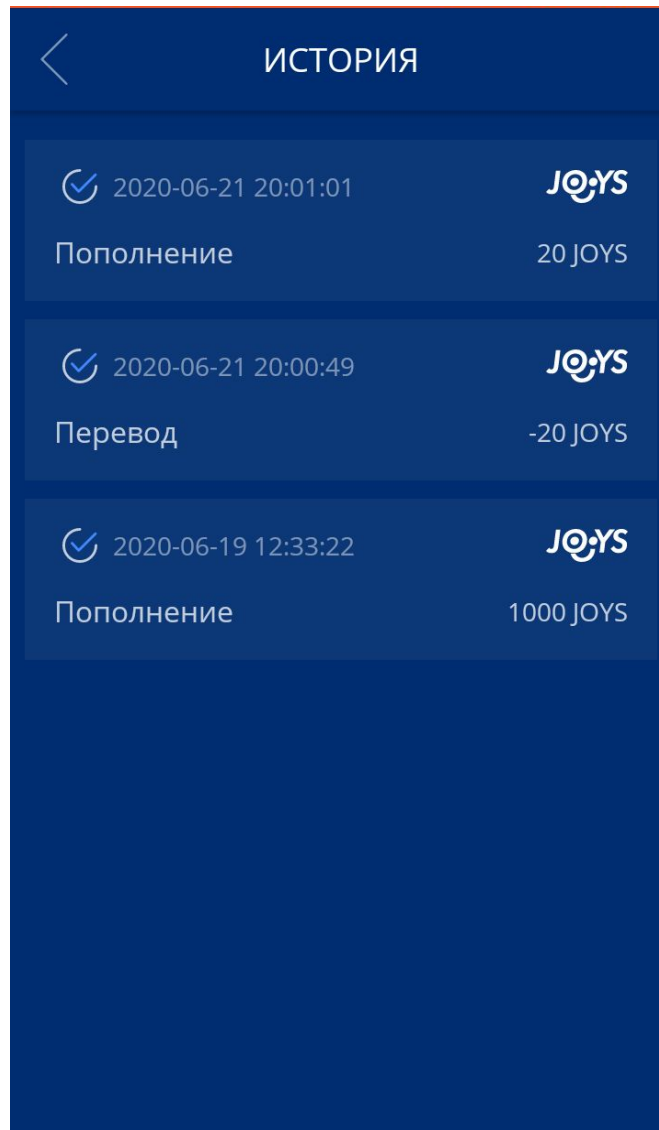 ИСТОРИЯ
2020-06-21 20:01:01 JOYS
Пополнение 20 JOYS
2020-06-21 20:00:49 JOYS
Перевод -20 JOYS
2020-06-19 12:33:22 JOYS
Пополнение 1000 JOYS